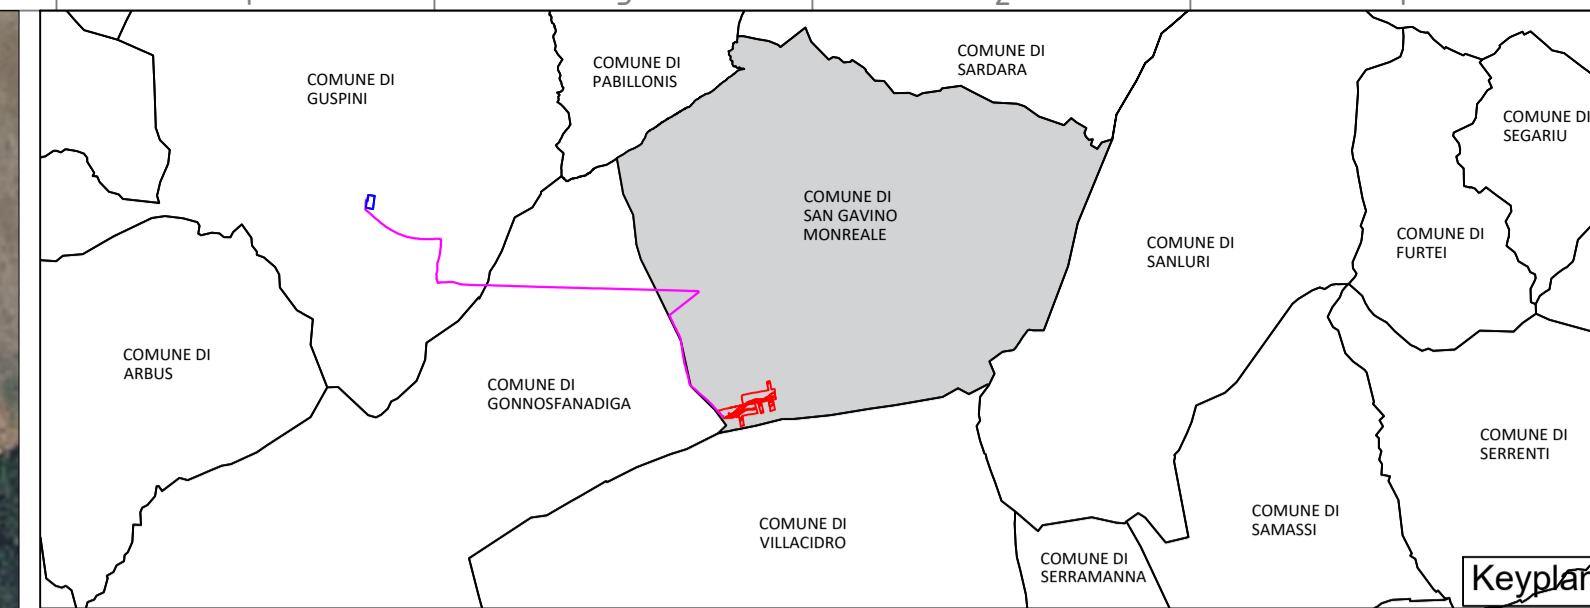 COMUNE DI
GUSPINI
COMUNE DI
PABILLONIS
COMUNE DI
SARDARA
COMUNE DI
SEGARIU
COMUNE DI
SAN GAVINO
MONREALE
COMUNE DI
SANLURI
COMUNE DI
FURTEI
COMUNE DI
ARBUS
COMUNE DI
GONNOSFANADIGA
COMUNE DI
SERRENTI
COMUNE DI
VILLACIDRO
COMUNE DI
SAMASSI
COMUNE DI
SERRAMANNA
Keyplan